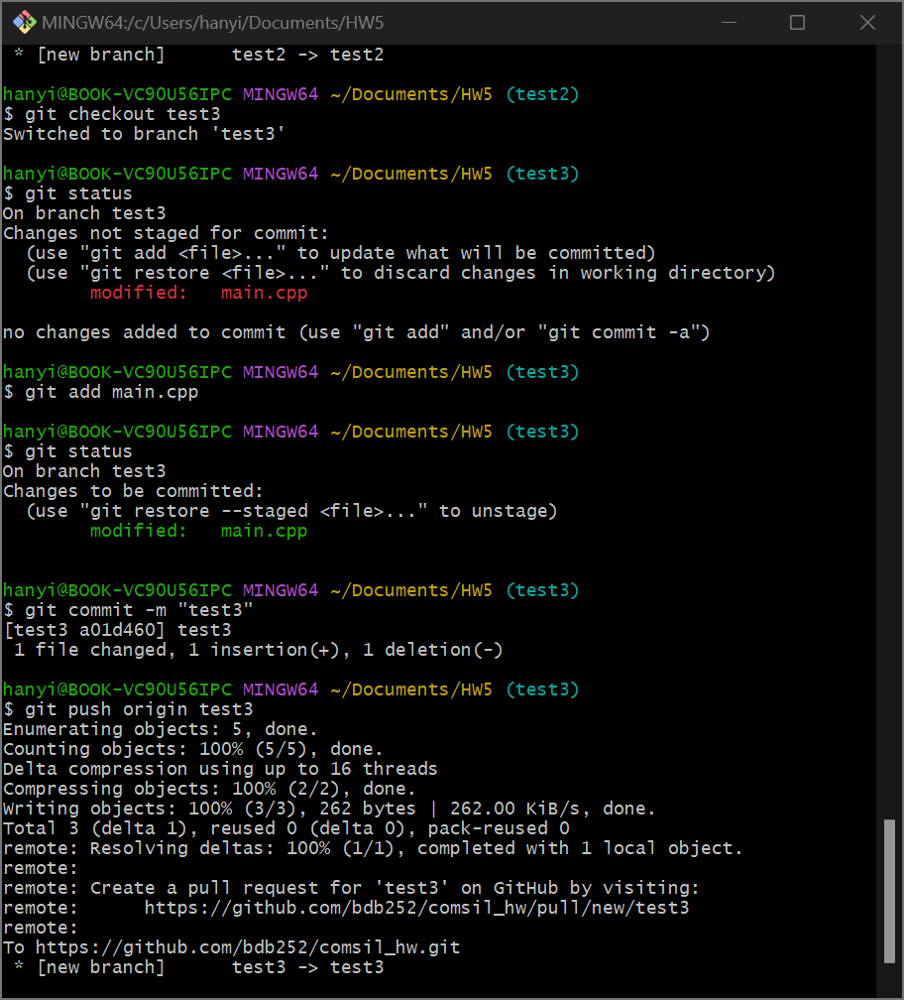 MINGW64:/c/Users/hanyi/Documents/HW5
 * [new branch]      test2 -> test2
hanyi@BOOK-VC90U56IPC MINGW64 ~/Documents/HW5 (test2)
$ git checkout test3
Switched to branch 'test3'
hanyi@BOOK-VC90U56IPC MINGW64 ~/Documents/HW5 (test3)
$ git status
On branch test3
Changes not staged for commit:
  (use "git add <file>..." to update what will be committed)
  (use "git restore <file>..." to discard changes in working directory)
        modified:   main.cpp
no changes added to commit (use "git add" and/or "git commit -a")
hanyi@BOOK-VC90U56IPC MINGW64 ~/Documents/HW5 (test3)
$ git add main.cpp
hanyi@BOOK-VC90U56IPC MINGW64 ~/Documents/HW5 (test3)
$ git status
On branch test3
Changes to be committed:
  (use "git restore --staged <file>..." to unstage)
        modified:   main.cpp
hanyi@BOOK-VC90U56IPC MINGW64 ~/Documents/HW5 (test3)
$ git commit -m "test3"
[test3 a01d460] test3
 1 file changed, 1 insertion(+), 1 deletion(-)
hanyi@BOOK-VC90U56IPC MINGW64 ~/Documents/HW5 (test3)
$ git push origin test3
Enumerating objects: 5, done.
Counting objects: 100% (5/5), done.
Delta compression using up to 16 threads
Compressing objects: 100% (2/2), done.
Writing objects: 100% (3/3), 262 bytes | 262.00 KiB/s, done.
Total 3 (delta 1), reused 0 (delta 0), pack-reused 0
remote: Resolving deltas: 100% (1/1), completed with 1 local object.
remote:
remote: Create a pull request for 'test3' on GitHub by visiting:
remote:      https://github.com/bdb252/comsil_hw/pull/new/test3
remote:
To https://github.com/bdb252/comsil_hw.git
 * [new branch]      test3 -> test3